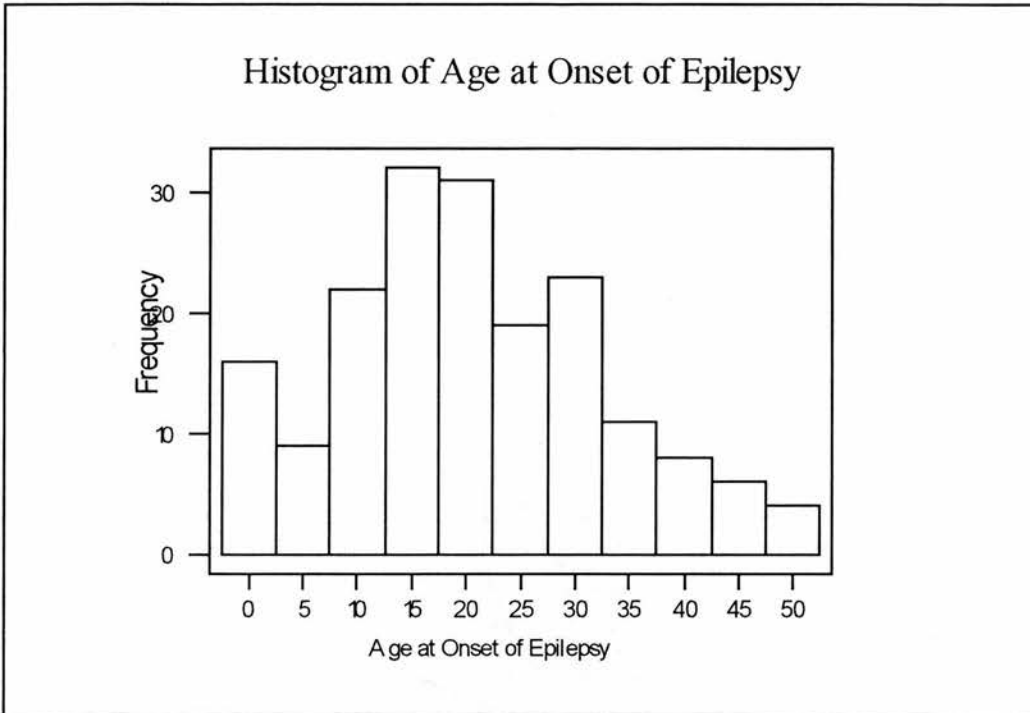 Histogram of Age at Onset of Epilepsy
30
20
10
0
Frequency
0 5 10 15 20 25 30 35 40 45 50
Age at Onset of Epilepsy